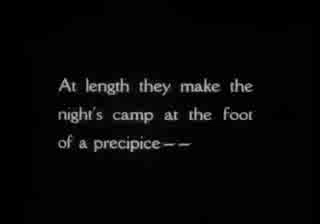 At length they make the
night's camp at the foot
of a precipice——